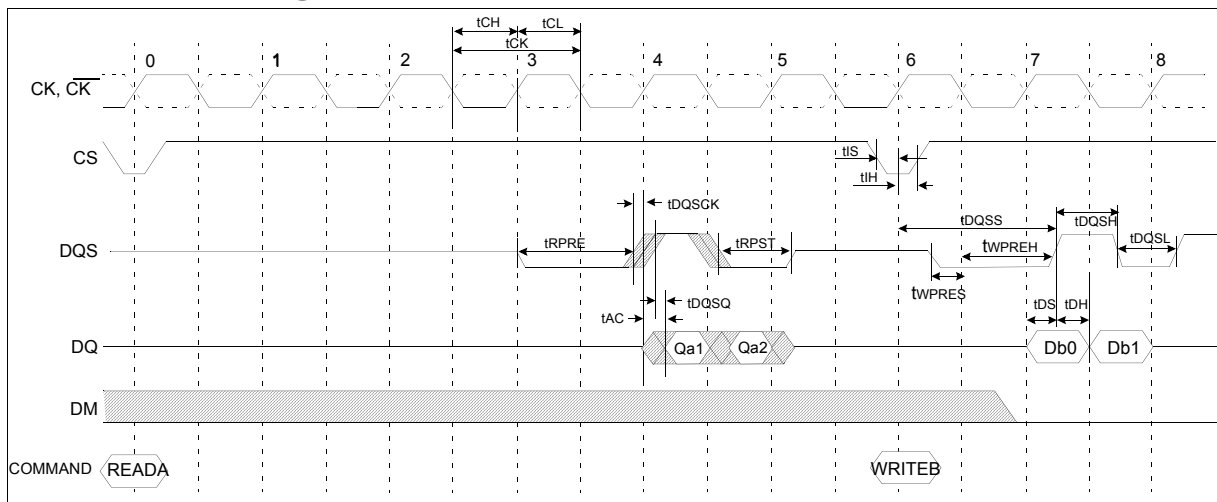 tCH tCL
tCK
0 1 2 3 4 5 6 7 8
CK, CK
CS
tIS
tIH
tDQSCK
tDQSS tDQSH
DQS tRPRE tRPST tWPREH tDQSL
tWPRES
tDQSQ
tAC
tDS tDH
DQ Qa1 Qa2 Db0 Db1
DM
COMMAND READA WRITEB